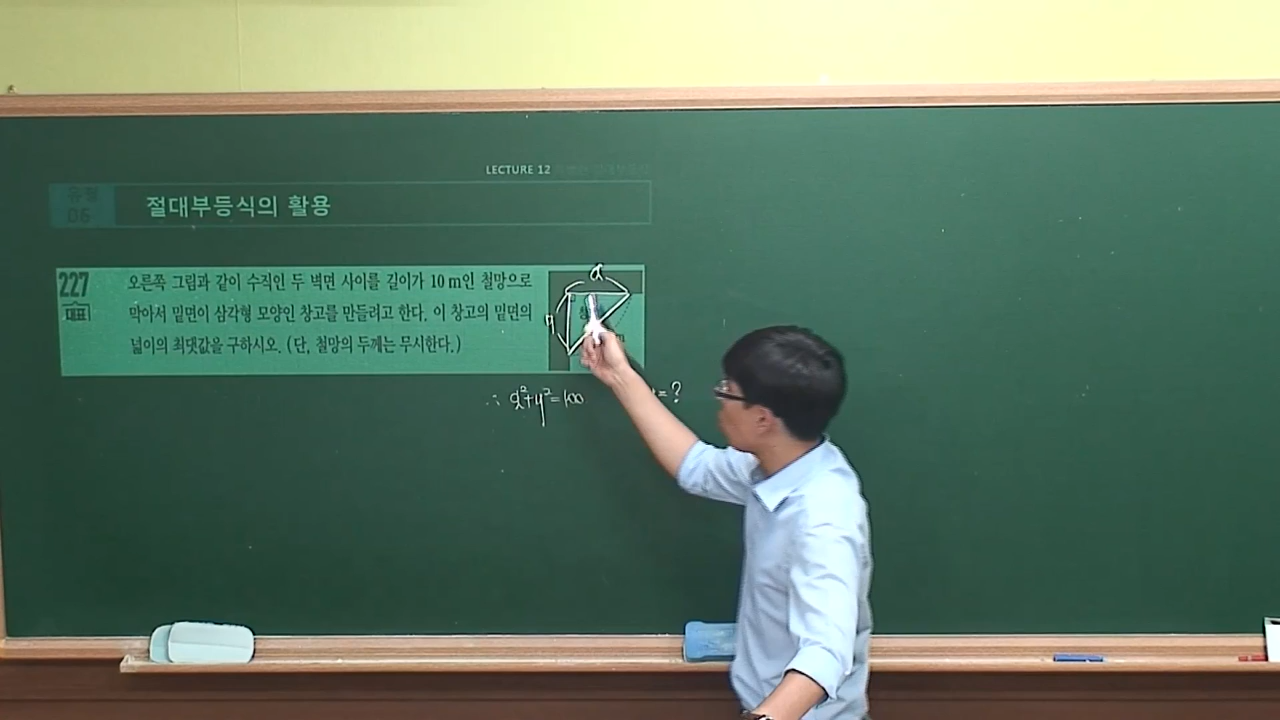 LECTURE 12
유형
06
절대부등식의 활용
227
대표
오른쪽 그림과 같이 수직인 두 벽면 사이를 길이가 10 m인 철망으로
막아서 밑면이 삼각형 모양인 창고를 만들려고 한다. 이 창고의 밑면의
넓이의 최댓값을 구하시오. (단, 철망의 두께는 무시한다.)
x
y
∴ x²+y²=100
=?